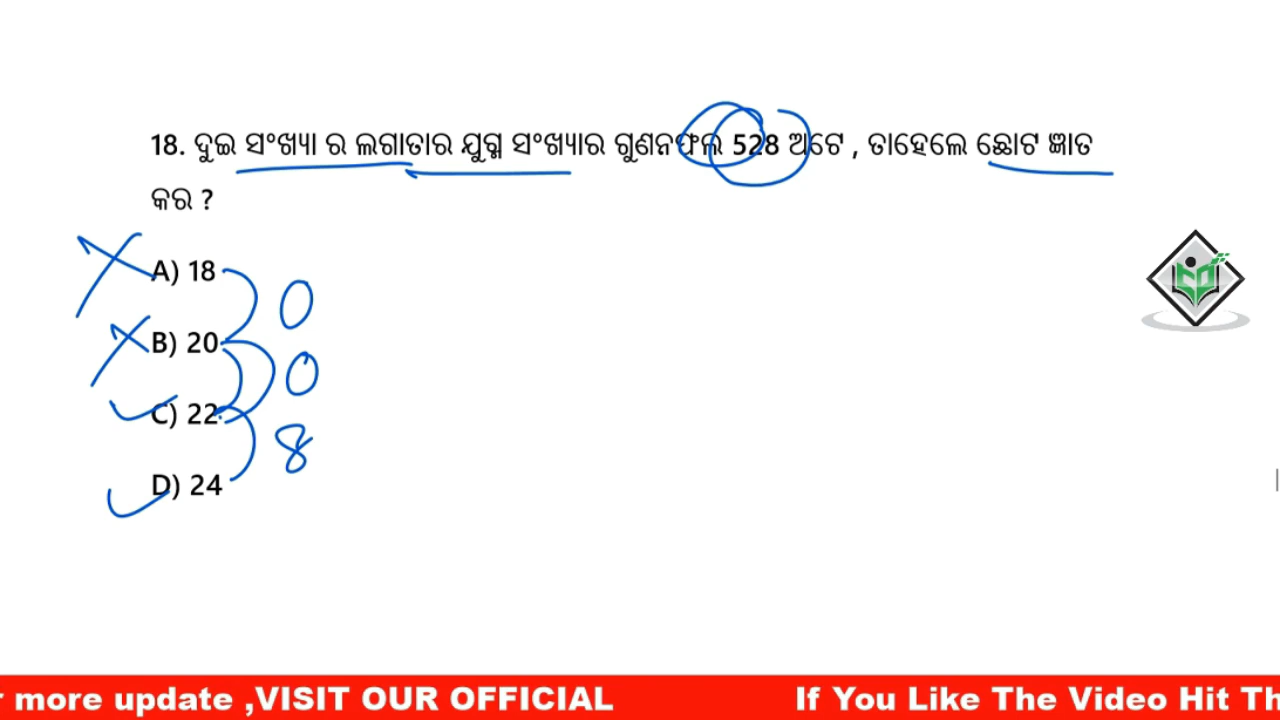 18. ଦୁଇ ସଂଖ୍ୟା ର ଲଗାତାର ଯୁଗ୍ମ ସଂଖ୍ୟାର ଗୁଣନଫଲ 528 ଅଟେ , ତାହେଲେ ଛୋଟ ଜ୍ଞାତ
କର ?
A) 18
0
B) 20
0
C) 22
8
D) 24
r more update ,VISIT OUR OFFICIAL If You Like The Video Hit Th